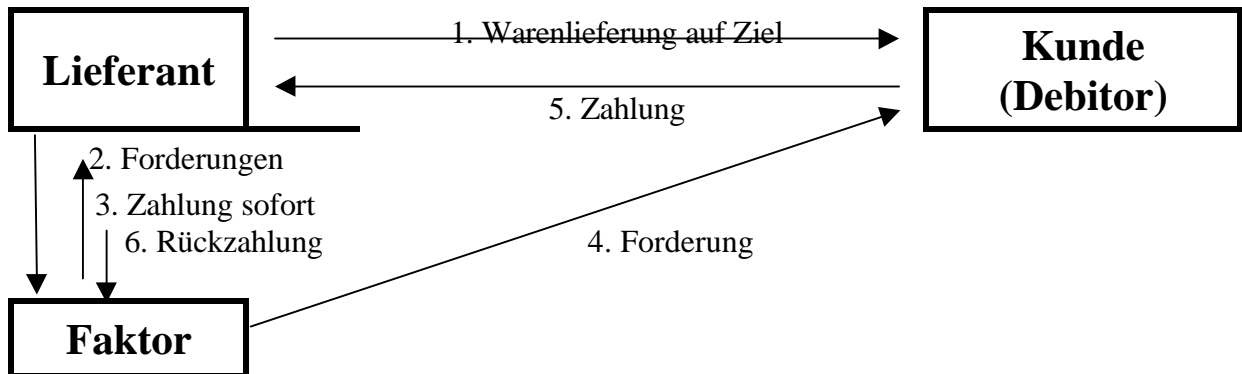 1. Warenlieferung auf Ziel
Lieferant
Kunde
(Debitor)
5. Zahlung
2. Forderungen
3. Zahlung sofort
6. Rückzahlung
4. Forderung
Faktor